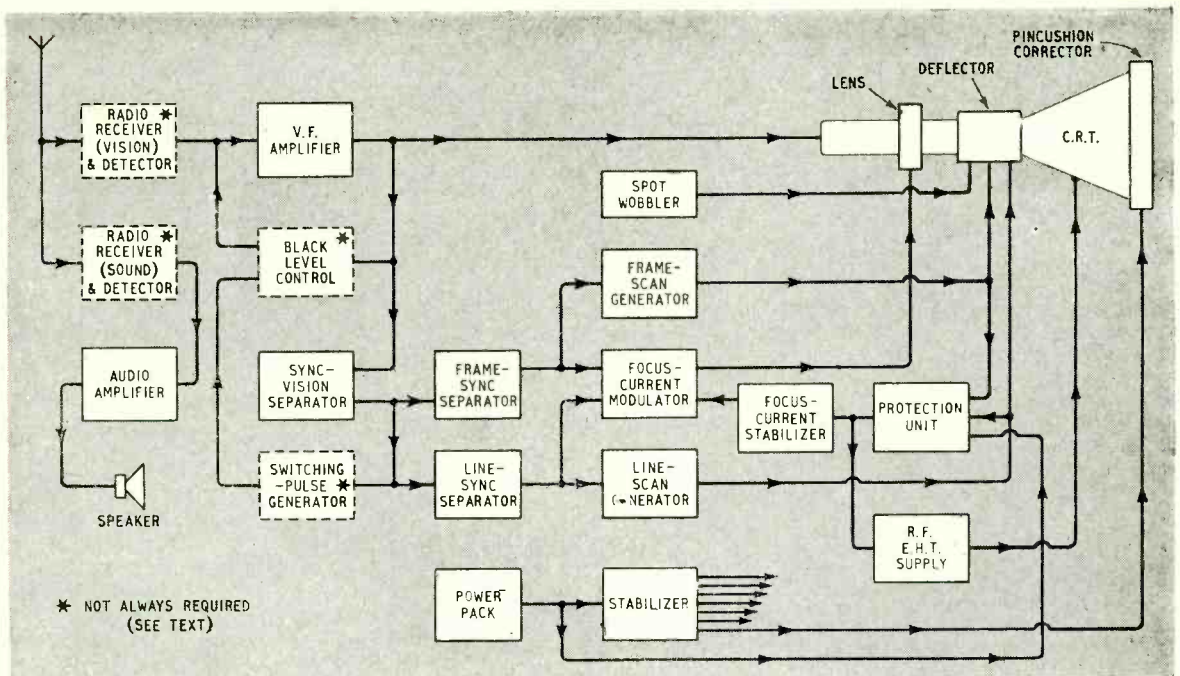 PINCUSHION
CORRECTOR
DEFLECTOR
LENS
C.R.T.
RADIO *
RECEIVER
(VISION)
& DETECTOR
V.F.
AMPLIFIER
SPOT
WOBBLER
RADIO *
RECEIVER
(SOUND)
& DETECTOR
BLACK *
LEVEL
CONTROL
FRAME-
SCAN
GENERATOR
AUDIO
AMPLIFIER
SYNC-
VISION
SEPARATOR
FRAME-
SYNC
SEPARATOR
FOCUS-
CURRENT
MODULATOR
FOCUS-
CURRENT
STABILIZER
PROTECTION
UNIT
SPEAKER
SWITCHING
-PULSE *
GENERATOR
LINE-
SYNC
SEPARATOR
LINE-
SCAN
GENERATOR
R.F.
E.H.T.
SUPPLY
POWER
PACK
STABILIZER
* NOT ALWAYS REQUIRED
(SEE TEXT)